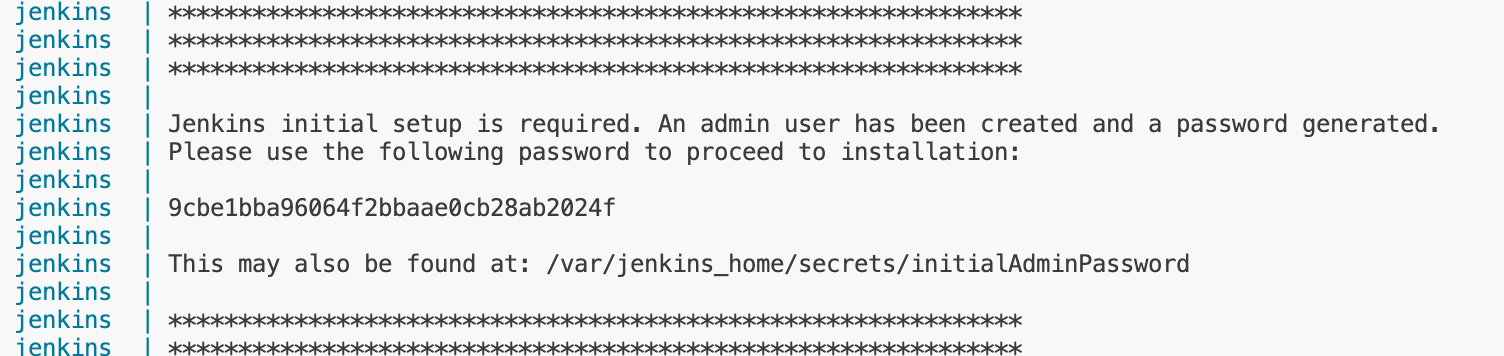 jenkins | *************************************************************
jenkins | *************************************************************
jenkins | *************************************************************
jenkins |
jenkins | Jenkins initial setup is required. An admin user has been created and a password generated.
jenkins | Please use the following password to proceed to installation:
jenkins |
jenkins | 9cbe1bba96064f2bbaae0cb28ab2024f
jenkins |
jenkins | This may also be found at: /var/jenkins_home/secrets/initialAdminPassword
jenkins |
jenkins | *************************************************************
jenkins | *************************************************************